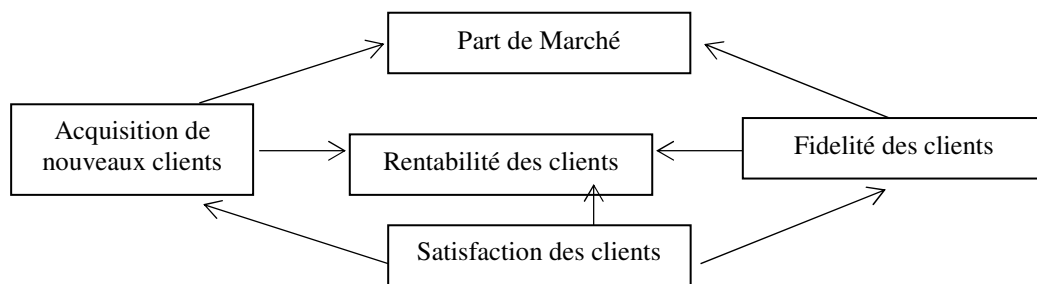 Part de Marché
Acquisition de
nouveaux clients
Rentabilité des clients
Fidelité des clients
Satisfaction des clients